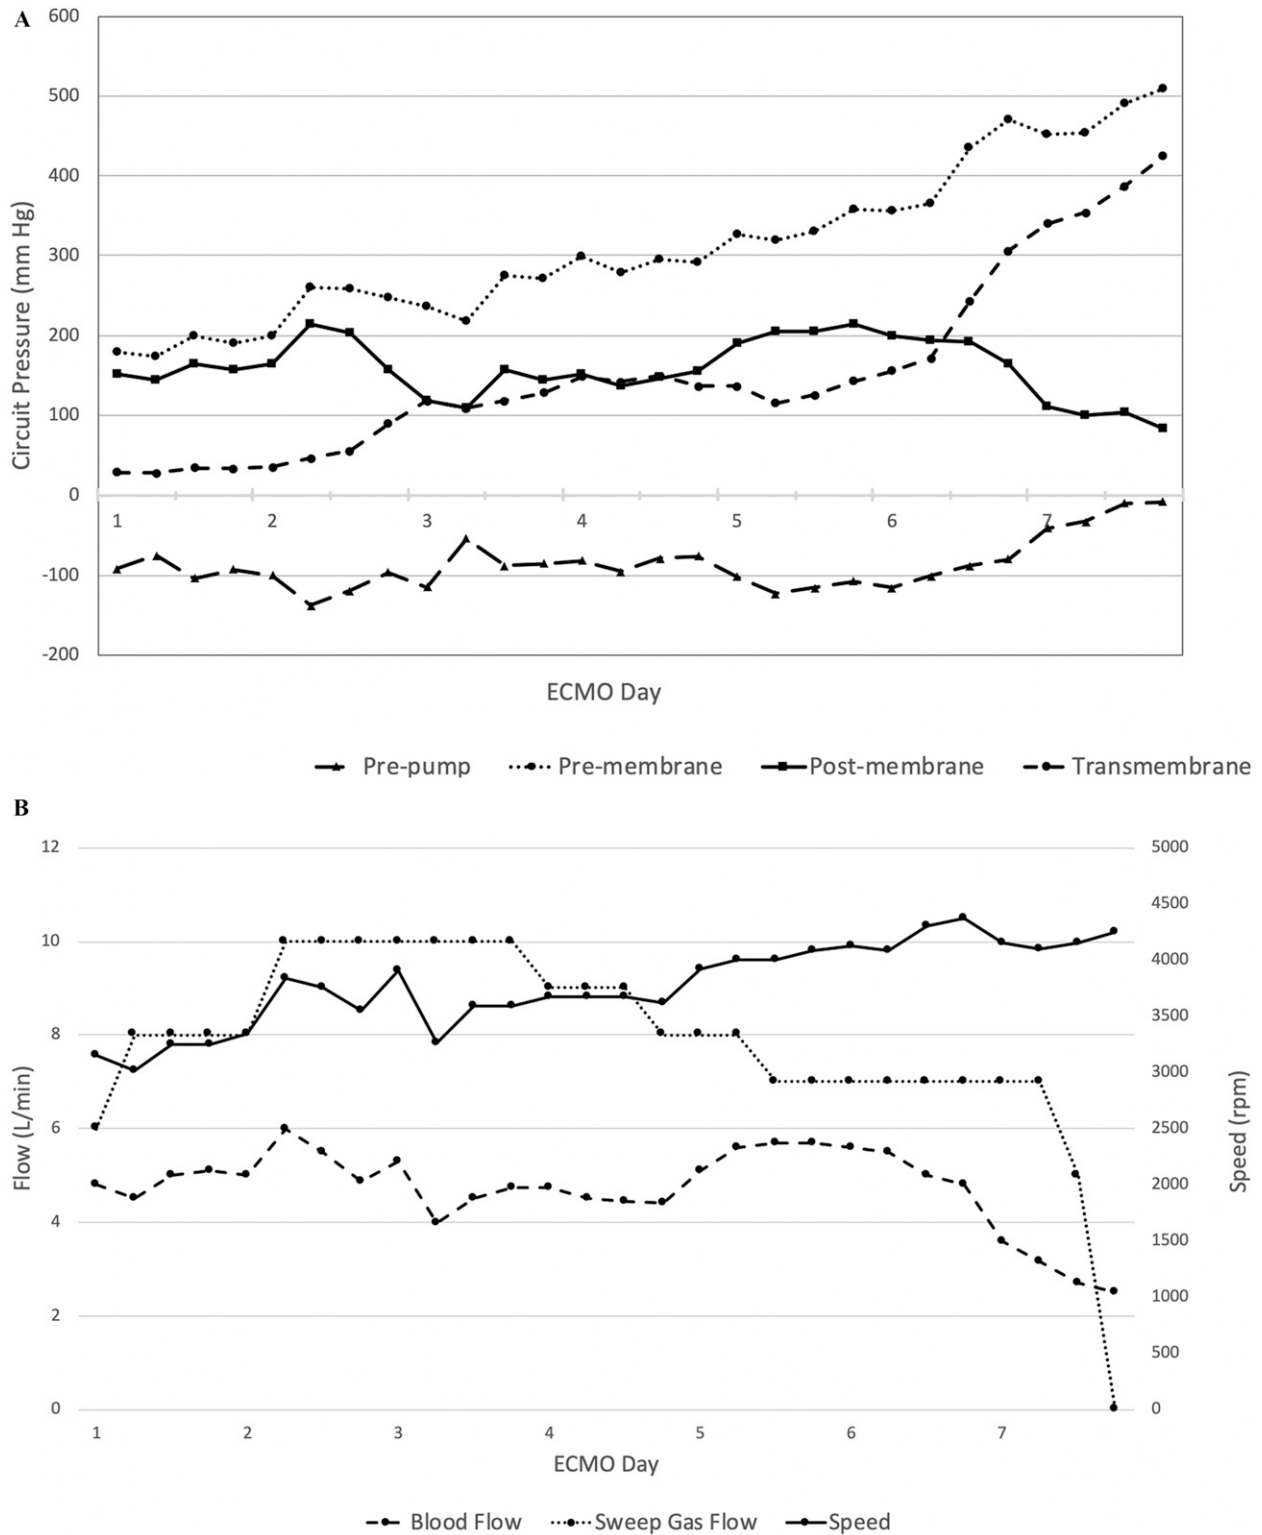 A
600
500
400
300
200
100
0
-100
-200
Circuit Pressure (mm Hg)
1 2 3 4 5 6 7
ECMO Day
Pre-pump Pre-membrane Post-membrane Transmembrane
B
12 5000
4500
10
4000
8
3500
3000
6 2500
2000
4
1500
2
1000
500
0 0
Flow (L/min)
Speed (rpm)
1 2 3 4 5 6 7
ECMO Day
Blood Flow Sweep Gas Flow Speed